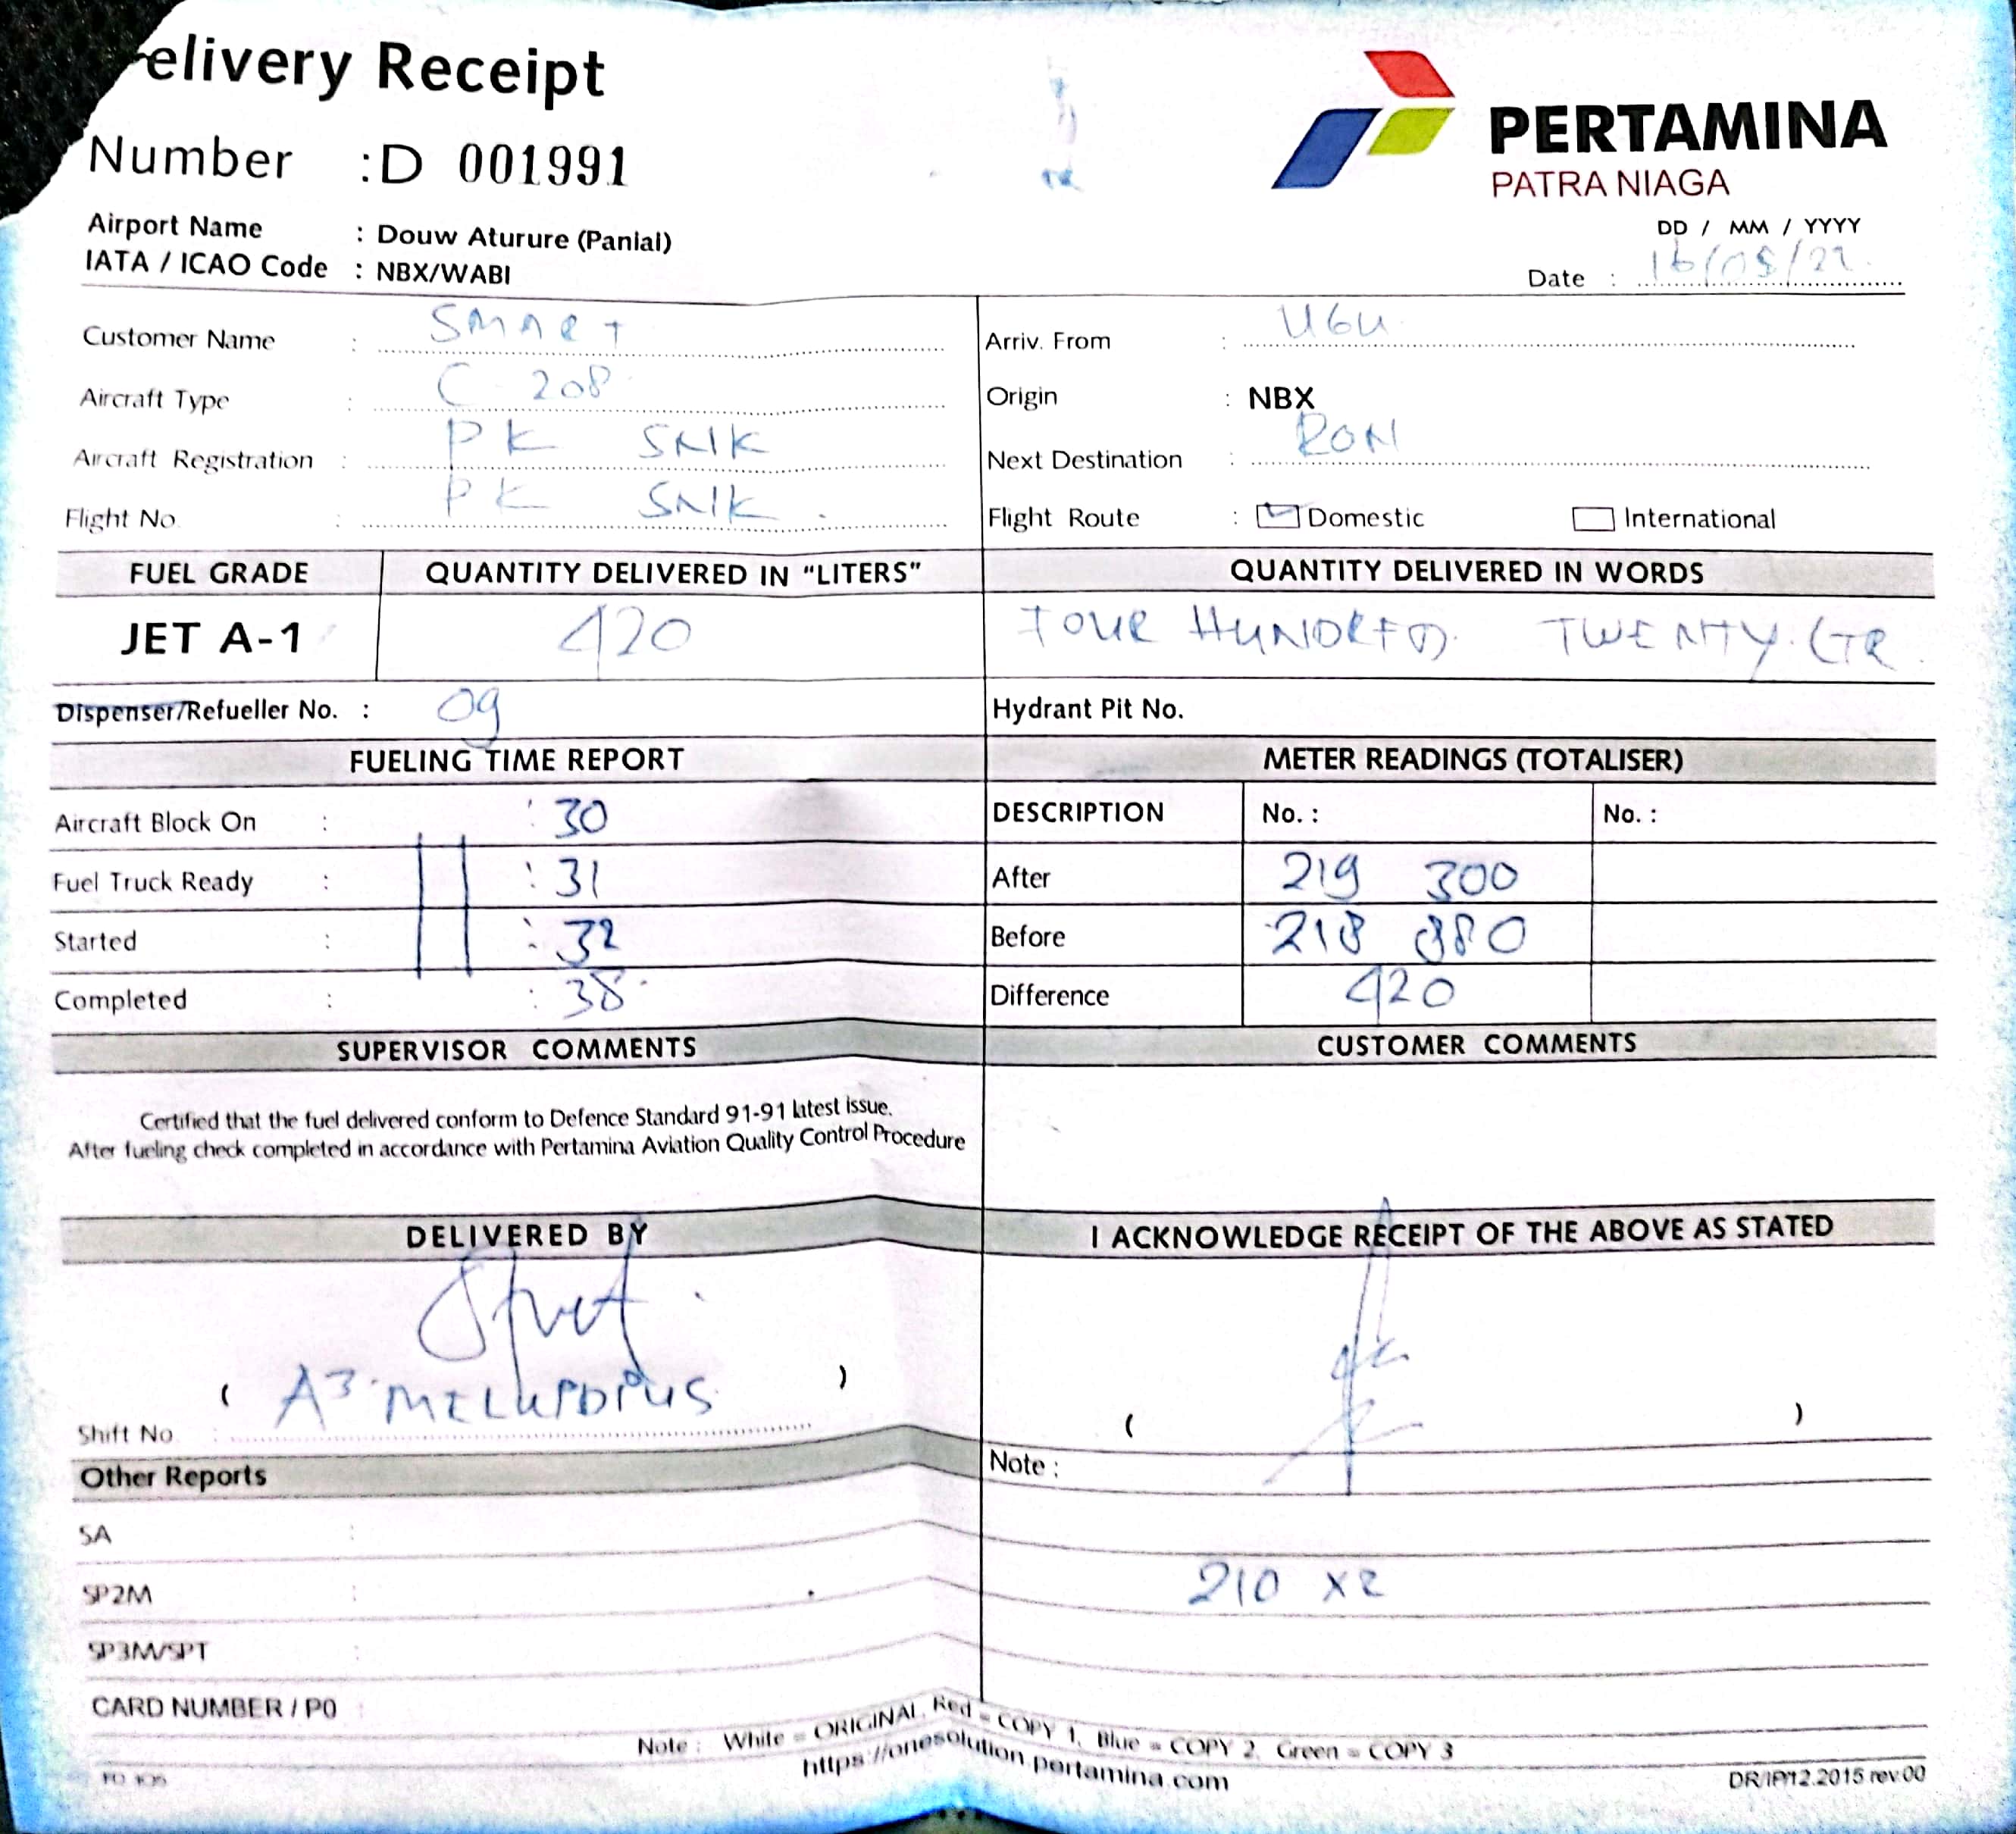 elivery Receipt
PERTAMINA
PATRA NIAGA
Number :D 001991
Airport Name : Douw Aturure (Panial)
IATA / ICAO Code : NBX/WABI
DD / MM / YYYY
Date : 16/05/22
Customer Name : SMART
Arriv. From : UGU
Aircraft Type : C 208
Origin : NBX
Aircraft Registration : PK SNK
Next Destination : RON
Flight No. : PK SNK
Flight Route : Domestic International
FUEL GRADE QUANTITY DELIVERED IN "LITERS" QUANTITY DELIVERED IN WORDS
JET A-1 420 FOUR HUNDRED TWENTY LTR
Dispenser/Refueller No. : 09 Hydrant Pit No.
FUELING TIME REPORT METER READINGS (TOTALISER)
Aircraft Block On : : 30 DESCRIPTION No. : No. :
Fuel Truck Ready : : 31 After 219 300
Started : : 32 Before 218 880
Completed : : 38 Difference 420
SUPERVISOR COMMENTS CUSTOMER COMMENTS
Certified that the fuel delivered conform to Defence Standard 91-91 latest issue.
After fueling check completed in accordance with Pertamina Aviation Quality Control Procedure
DELIVERED BY I ACKNOWLEDGE RECEIPT OF THE ABOVE AS STATED
( A3 )
Shift No. : ( )
Other Reports Note :
SA :
SP2M : 210 X2
SP3M/SPT :
CARD NUMBER / P0 :
Note : White = ORIGINAL, Red = COPY 1, Blue = COPY 2, Green = COPY 3
https://onesolution.pertamina.com
DR/IP/12.2015 rev.00